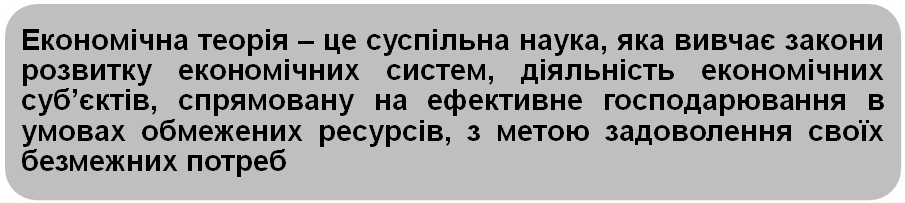 Економічна теорія – це суспільна наука, яка вивчає закони
розвитку економічних систем, діяльність економічних
суб’єктів, спрямовану на ефективне господарювання в
умовах обмежених ресурсів, з метою задоволення своїх
безмежних потреб